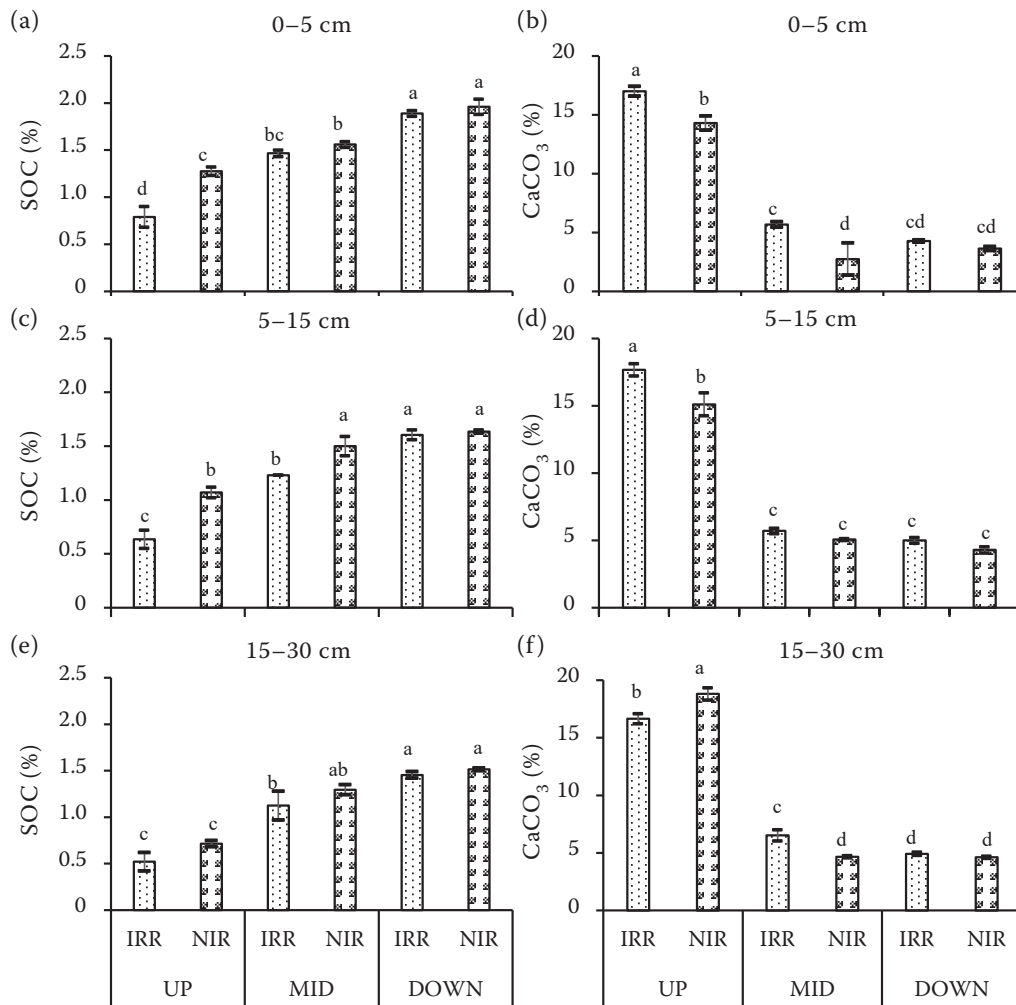 (a) 0–5 cm
2.5
2.0
1.5
1.0
0.5
0
SOC (%)
d
c
bc
b
a
a
(b) 0–5 cm
20
15
10
5
0
CaCO3 (%)
a
b
c
d
cd
cd
(c) 5–15 cm
2.5
2.0
1.5
1.0
0.5
0
SOC (%)
c
b
b
a
a
a
(d) 5–15 cm
20
15
10
5
0
CaCO3 (%)
a
b
c
c
c
c
(e) 15–30 cm
2.5
2.0
1.5
1.0
0.5
0
SOC (%)
c
c
b
ab
a
a
(f) 15–30 cm
20
15
10
5
0
CaCO3 (%)
b
a
c
d
d
d
IRR NIR IRR NIR IRR NIR
UP MID DOWN
IRR NIR IRR NIR IRR NIR
UP MID DOWN